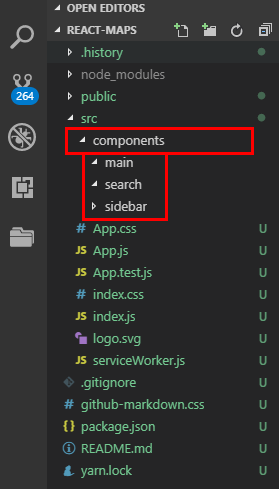 OPEN EDITORS
REACT-MAPS
.history
node_modules
public
src
components
main
search
sidebar
# App.css U
JS App.js U
JS App.test.js U
# index.css U
JS index.js U
logo.svg U
JS serviceWorker.js U
.gitignore U
# github-markdown.css U
{} package.json U
README.md U
yarn.lock U
264